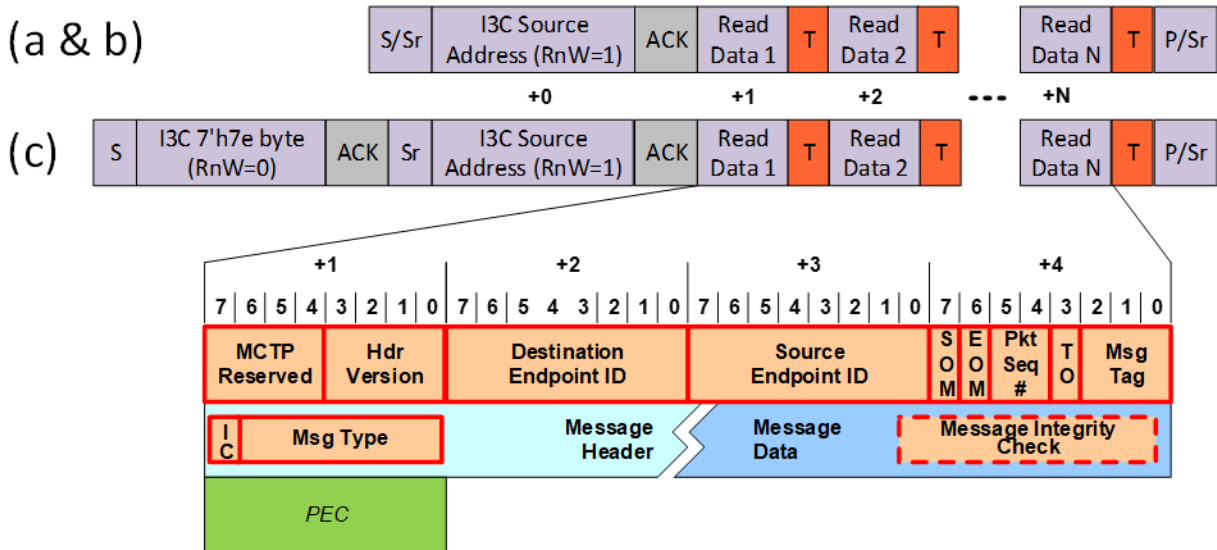 (a & b)
S/Sr I3C Source Address (RnW=1) ACK Read Data 1 T Read Data 2 T Read Data N T P/Sr
+0 +1 +2 +N
(c)
S I3C 7'h7e byte (RnW=0) ACK Sr I3C Source Address (RnW=1) ACK Read Data 1 T Read Data 2 T Read Data N T P/Sr
+1 +2 +3 +4
7 6 5 4 3 2 1 0 7 6 5 4 3 2 1 0 7 6 5 4 3 2 1 0 7 6 5 4 3 2 1 0
MCTP Reserved Hdr Version Destination Endpoint ID Source Endpoint ID SOM EOM Pkt Seq # TO Msg Tag
IC Msg Type Message Header Message Data Message Integrity Check
PEC